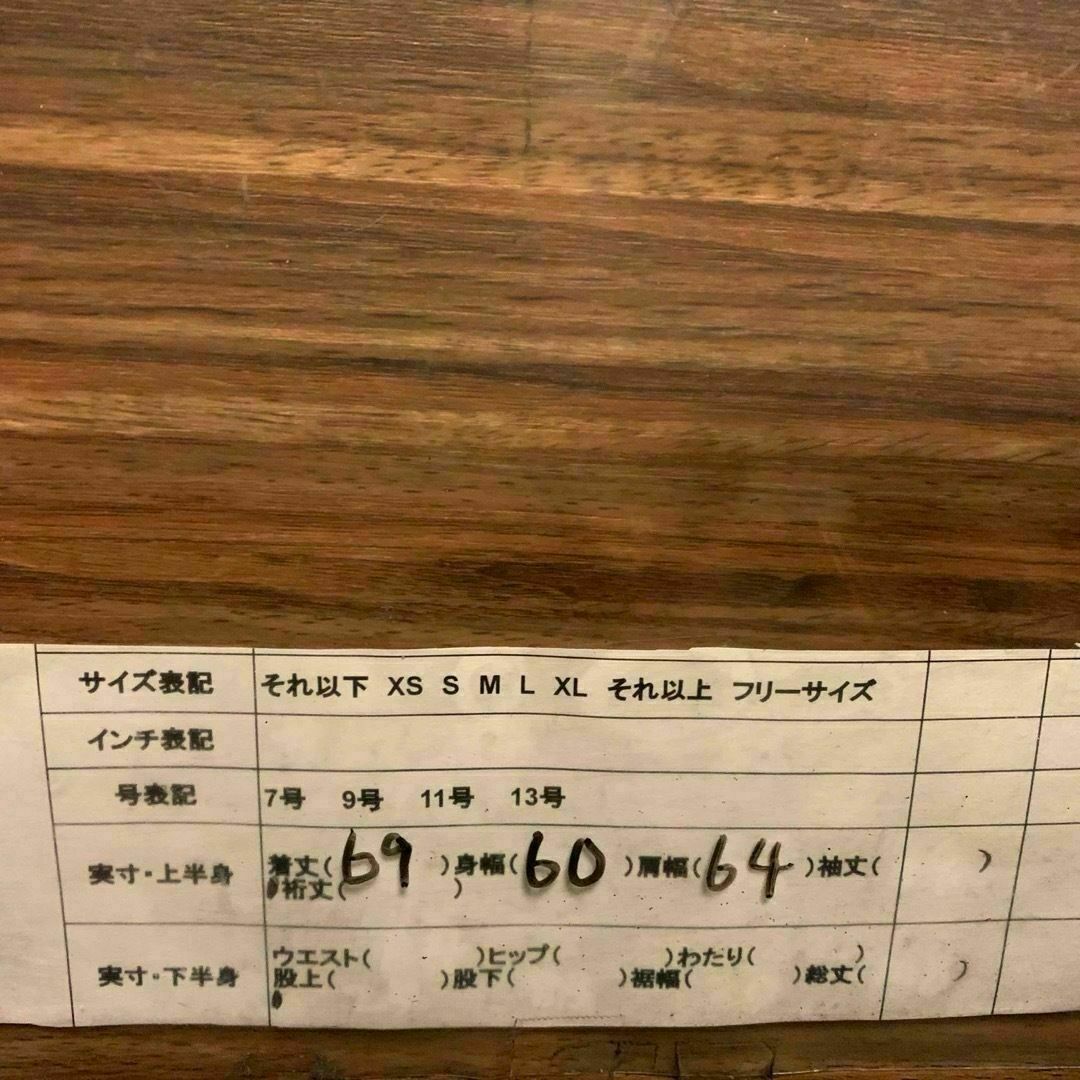 サイズ表記 それ以下 XS S M L XL それ以上 フリーサイズ
インチ表記
号表記 7号 9号 11号 13号
実寸・上半身 着丈(69)身幅(60)肩幅(64)袖丈( )
裄丈( )
実寸・下半身 ウエスト( )ヒップ( )わたり( )
股上( )股下( )裾幅( )総丈( )